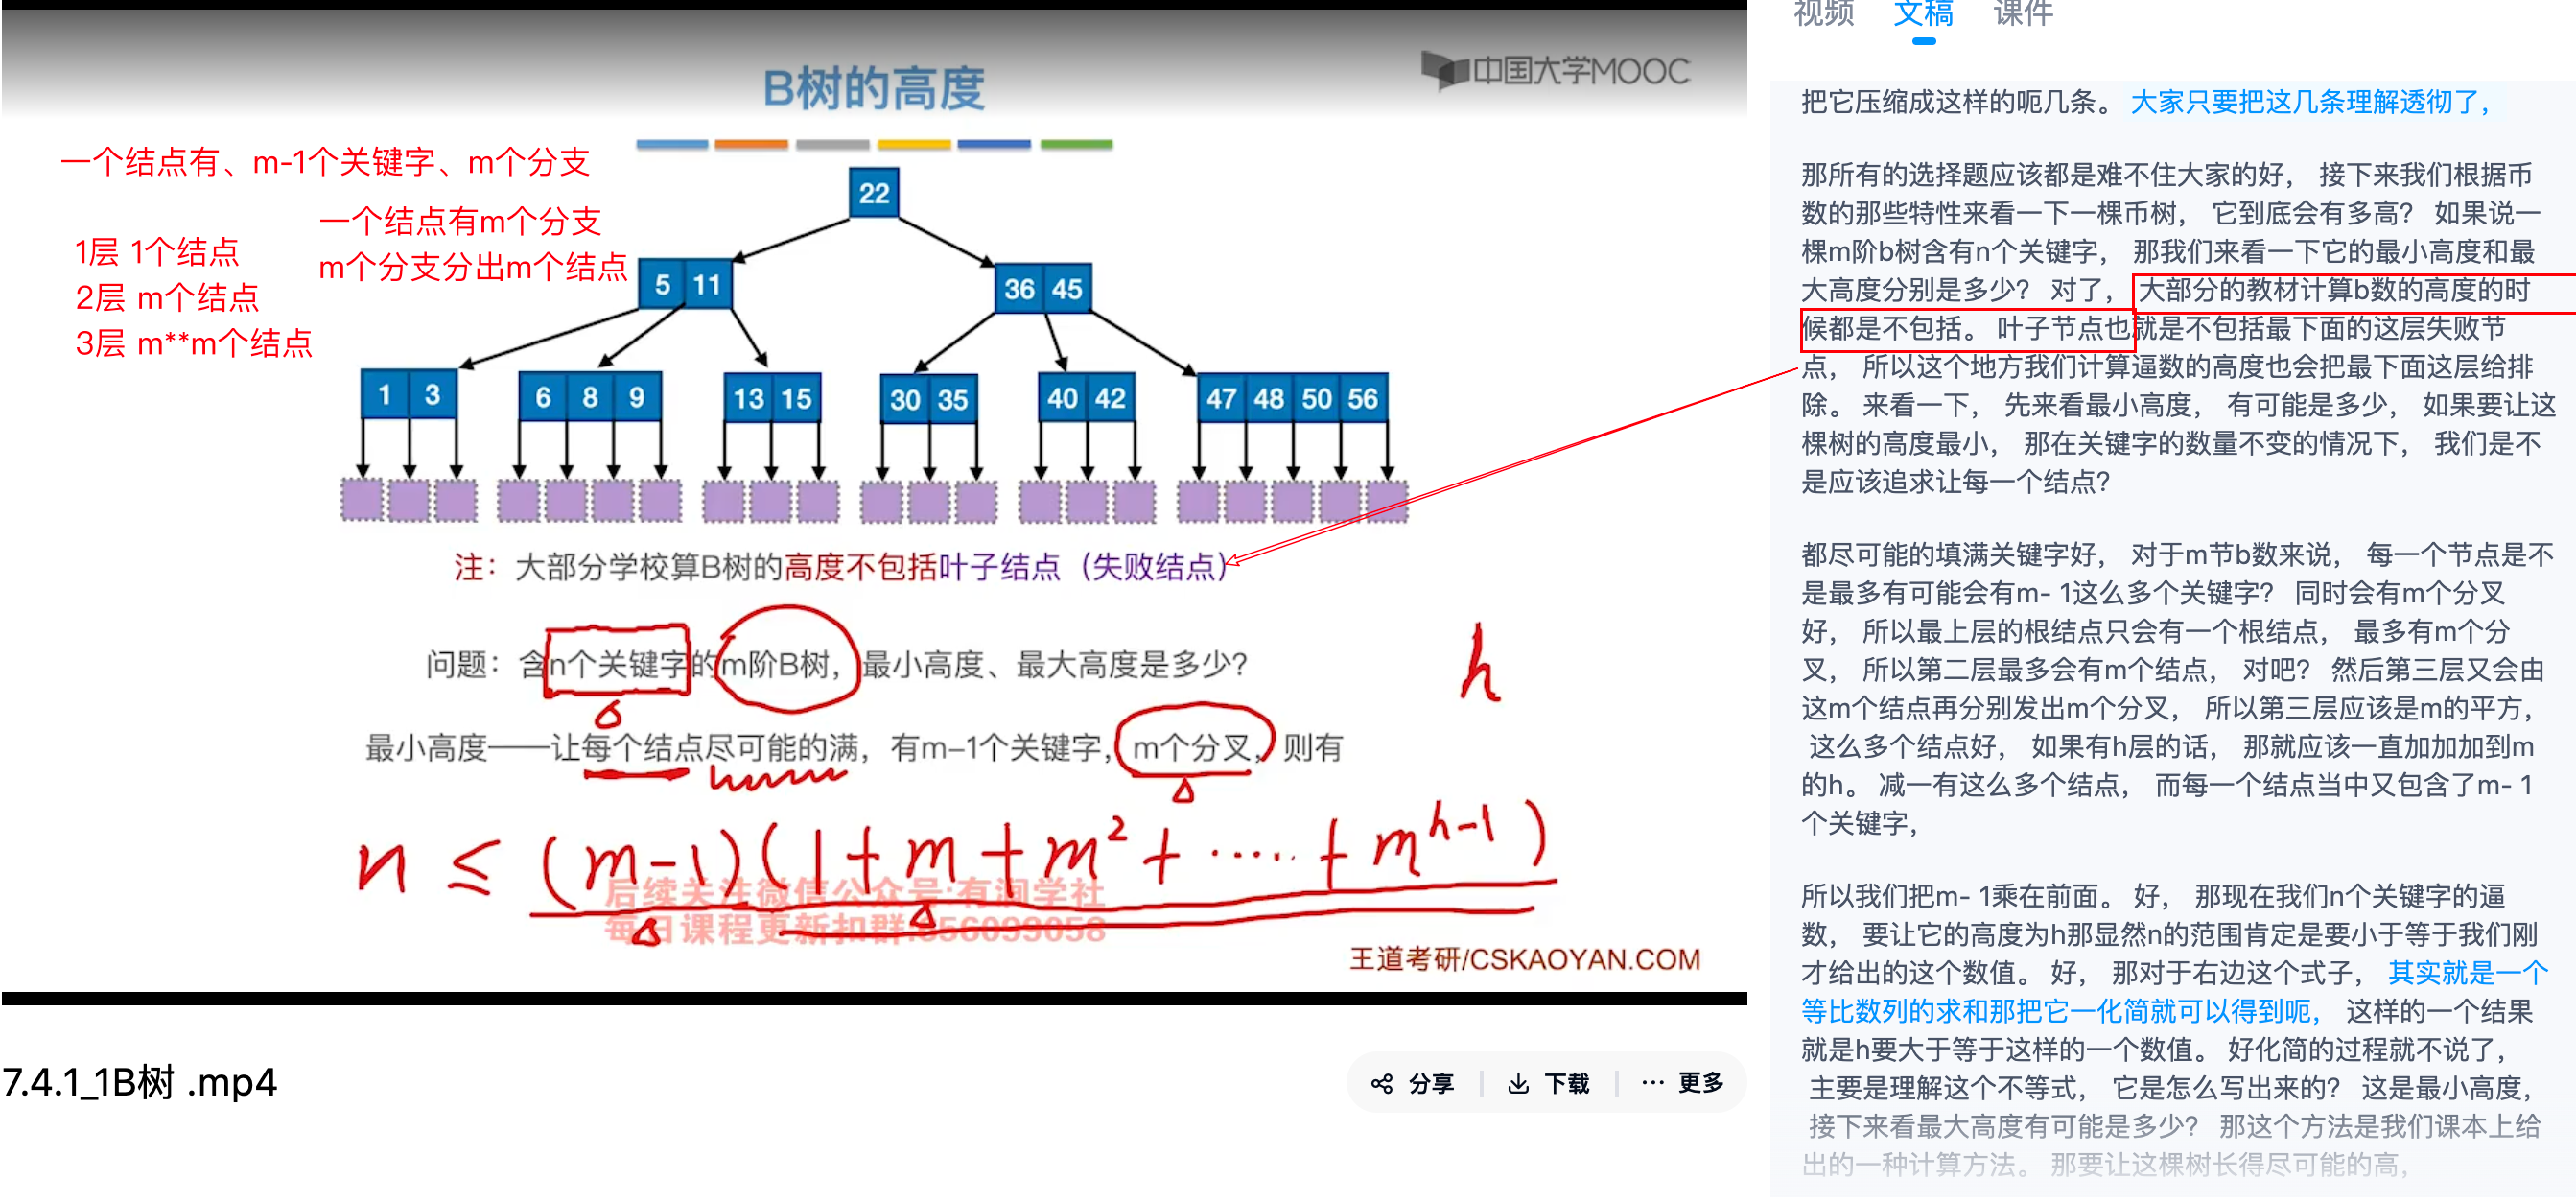 B树的高度
中国大学MOOC
一个结点有、m-1个关键字、m个分支
一个结点有m个分支
m个分支分出m个结点
1层 1个结点
2层 m个结点
3层 m**m个结点
22
5 11
36 45
1 3
6 8 9
13 15
30 35
40 42
47 48 50 56
注：大部分学校算B树的高度不包括叶子结点（失败结点）
问题：含n个关键字的m阶B树，最小高度、最大高度是多少？
h
最小高度——让每个结点尽可能的满，有m-1个关键字，m个分叉，则有
n ≤ (m-1)(1+m+m²+·····+m^{h-1})
后续关注微信公众号:有润学社
每日课程更新扣群:856099058
王道考研/CSKAOYAN.COM
7.4.1_1B树 .mp4
分享
下载
··· 更多
视频 文稿 课件
把它压缩成这样的呃几条。 大家只要把这几条理解透彻了，
那所有的选择题应该都是难不住大家的好， 接下来我们根据币
数的那些特性来看一下一棵币树， 它到底会有多高？ 如果说一
棵m阶b树含有n个关键字， 那我们来看一下它的最小高度和最
大高度分别是多少？ 对了， 大部分的教材计算b数的高度的时
候都是不包括。 叶子节点也就是不包括最下面的这层失败节
点， 所以这个地方我们计算逼数的高度也会把最下面这层给排
除。 来看一下， 先来看最小高度， 有可能是多少， 如果要让这
棵树的高度最小， 那在关键字的数量不变的情况下， 我们是不
是应该追求让每一个结点？
都尽可能的填满关键字好， 对于m节b数来说， 每一个节点是不
是最多有可能会有m- 1这么多个关键字？ 同时会有m个分叉
好， 所以最上层的根结点只会有一个根结点， 最多有m个分
叉， 所以第二层最多会有m个结点， 对吧？ 然后第三层又会由
这m个结点再分别发出m个分叉， 所以第三层应该是m的平方，
这么多个结点好， 如果有h层的话， 那就应该一直加加加到m
的h。 减一有这么多个结点， 而每一个结点当中又包含了m- 1
个关键字，
所以我们把m- 1乘在前面。 好， 那现在我们n个关键字的逼
数， 要让它的高度为h那显然n的范围肯定是要小于等于我们刚
才给出的这个数值。 好， 那对于右边这个式子， 其实就是一个
等比数列的求和那把它一化简就可以得到呃， 这样的一个结果
就是h要大于等于这样的一个数值。 好化简的过程就不说了，
主要是理解这个不等式， 它是怎么写出来的？ 这是最小高度，
接下来看最大高度有可能是多少？ 那这个方法是我们课本上给
出的一种计算方法。 那要让这棵树长得尽可能的高，